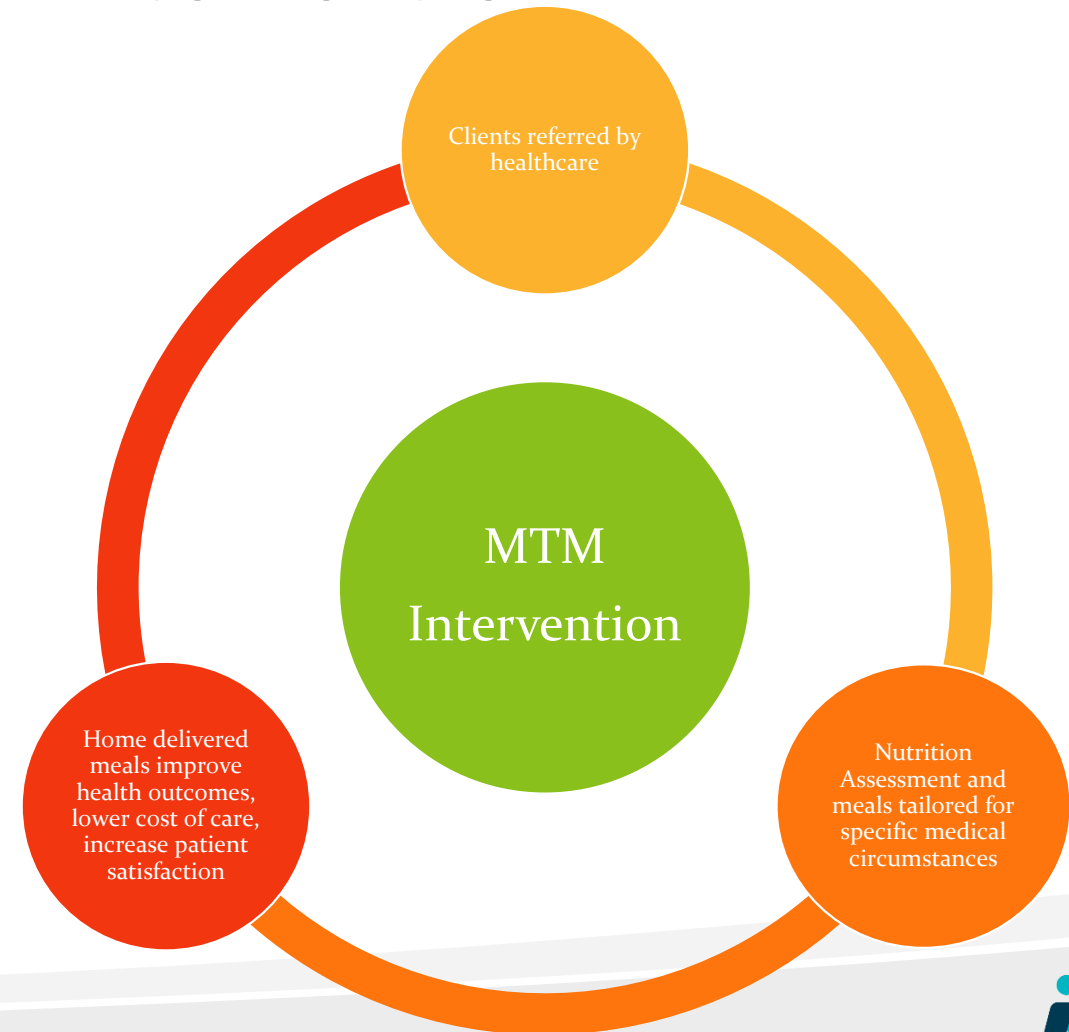 Clients referred by
healthcare
MTM
Intervention
Home delivered
meals improve
health outcomes,
lower cost of care,
increase patient
satisfaction
Nutrition
Assessment and
meals tailored for
specific medical
circumstances